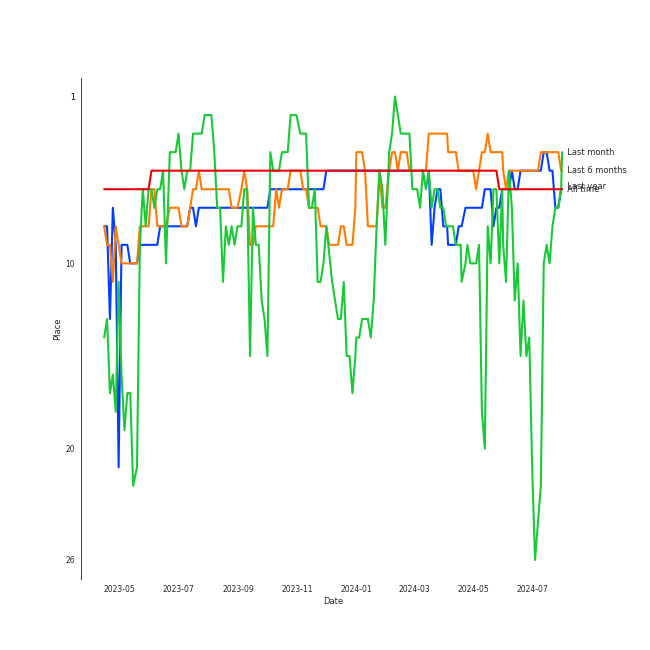 1
10
20
26
Place
2023-05
2023-07
2023-09
2023-11
2024-01
2024-03
2024-05
2024-07
Date
Last month
Last 6 months
Last year
All time